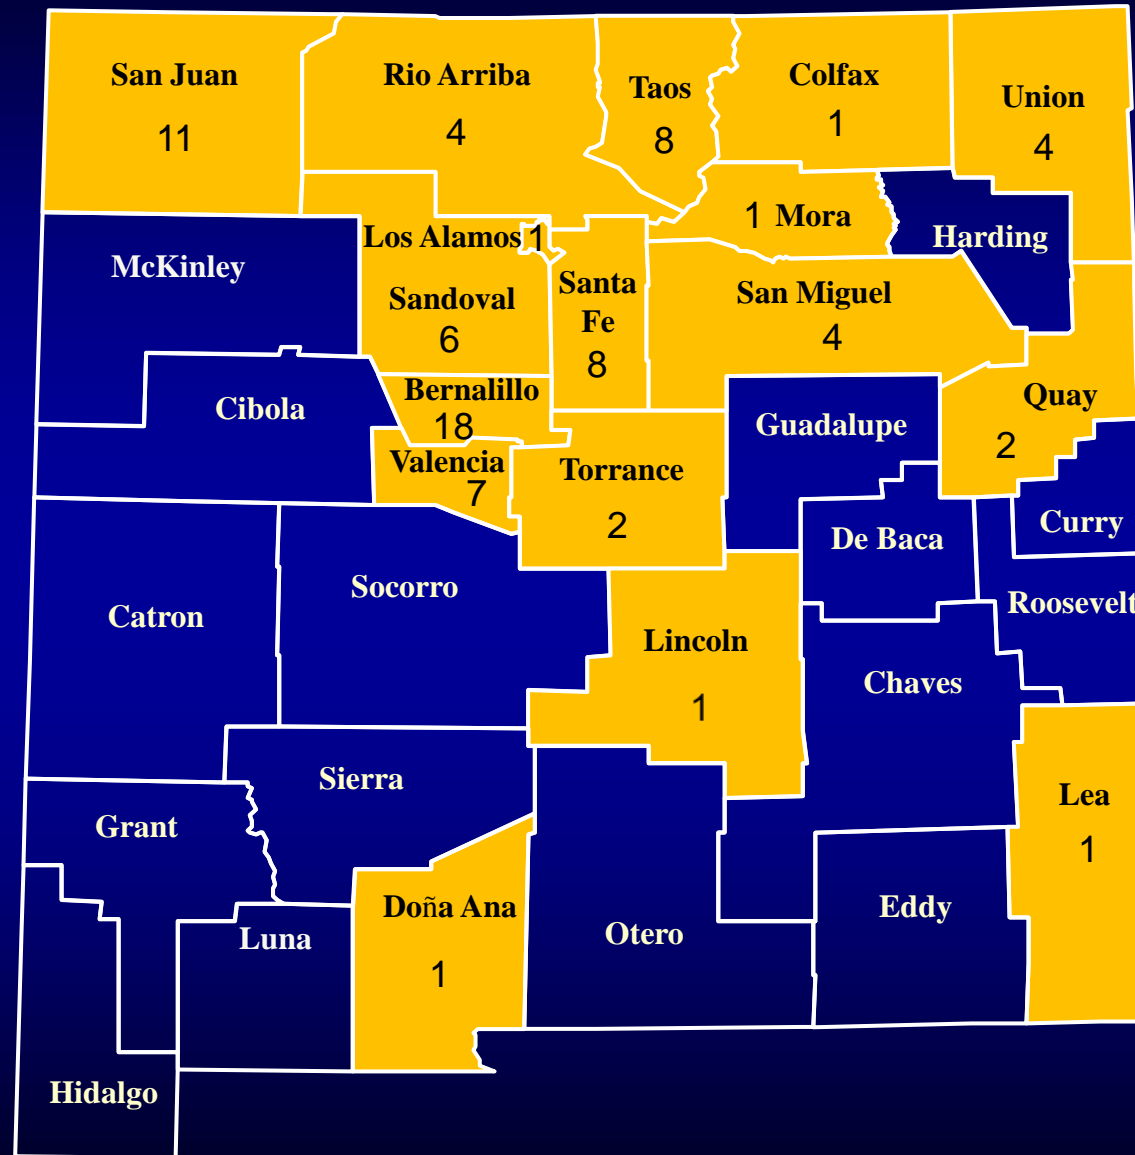 San Juan
11
Rio Arriba
4
Taos
8
Colfax
1
Union
4
1 Mora
Harding
McKinley
Los Alamos 1
Sandoval
6
Santa
Fe
8
San Miguel
4
Cibola
Bernalillo
18
Valencia
7
Torrance
2
Guadalupe
Quay
2
Curry
De Baca
Roosevelt
Catron
Socorro
Lincoln
1
Chaves
Sierra
Lea
1
Grant
Luna
Doña Ana
1
Otero
Eddy
Hidalgo